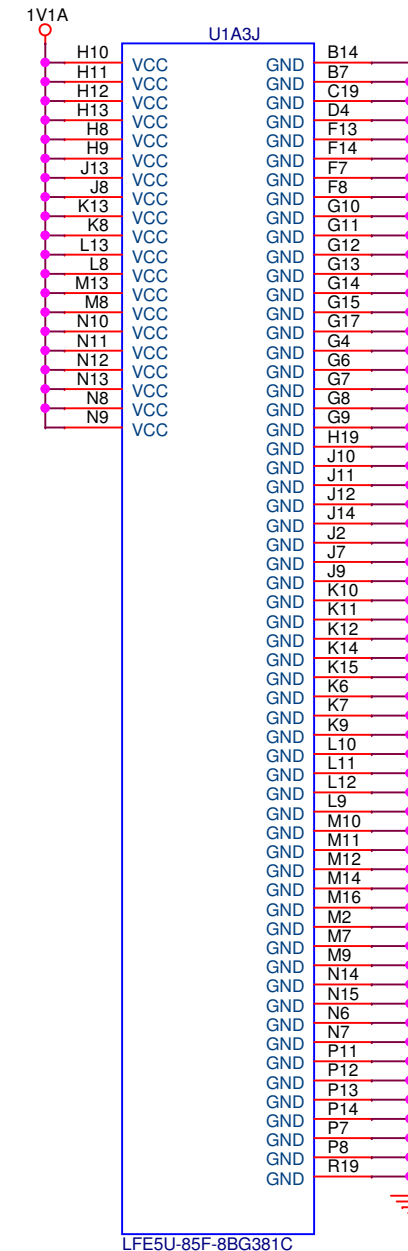 1V1A
U1A3J
H10 VCC GND B14
H11 VCC GND B7
H12 VCC GND C19
H13 VCC GND D4
H8 VCC GND F13
H9 VCC GND F14
J13 VCC GND F7
J8 VCC GND F8
K13 VCC GND G10
K8 VCC GND G11
L13 VCC GND G12
L8 VCC GND G13
M13 VCC GND G14
M8 VCC GND G15
N10 VCC GND G17
N11 VCC GND G4
N12 VCC GND G6
N13 VCC GND G7
N8 VCC GND G8
N9 VCC GND G9
GND H19
GND J10
GND J11
GND J12
GND J14
GND J2
GND J7
GND J9
GND K10
GND K11
GND K12
GND K14
GND K15
GND K6
GND K7
GND K9
GND L10
GND L11
GND L12
GND L9
GND M10
GND M11
GND M12
GND M14
GND M16
GND M2
GND M7
GND M9
GND N14
GND N15
GND N6
GND N7
GND P11
GND P12
GND P13
GND P14
GND P7
GND P8
GND R19
LFE5U-85F-8BG381C